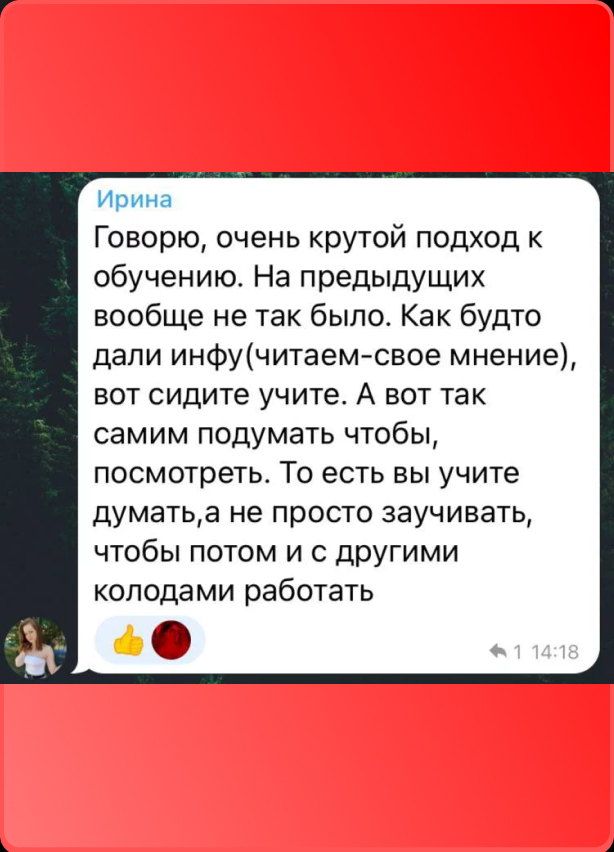 Ирина
Говорю, очень крутой подход к
обучению. На предыдущих
вообще не так было. Как будто
дали инфу(читаем-свое мнение),
вот сидите учите. А вот так
самим подумать чтобы,
посмотреть. То есть вы учите
думать,а не просто заучивать,
чтобы потом и с другими
колодами работать
1 14:18